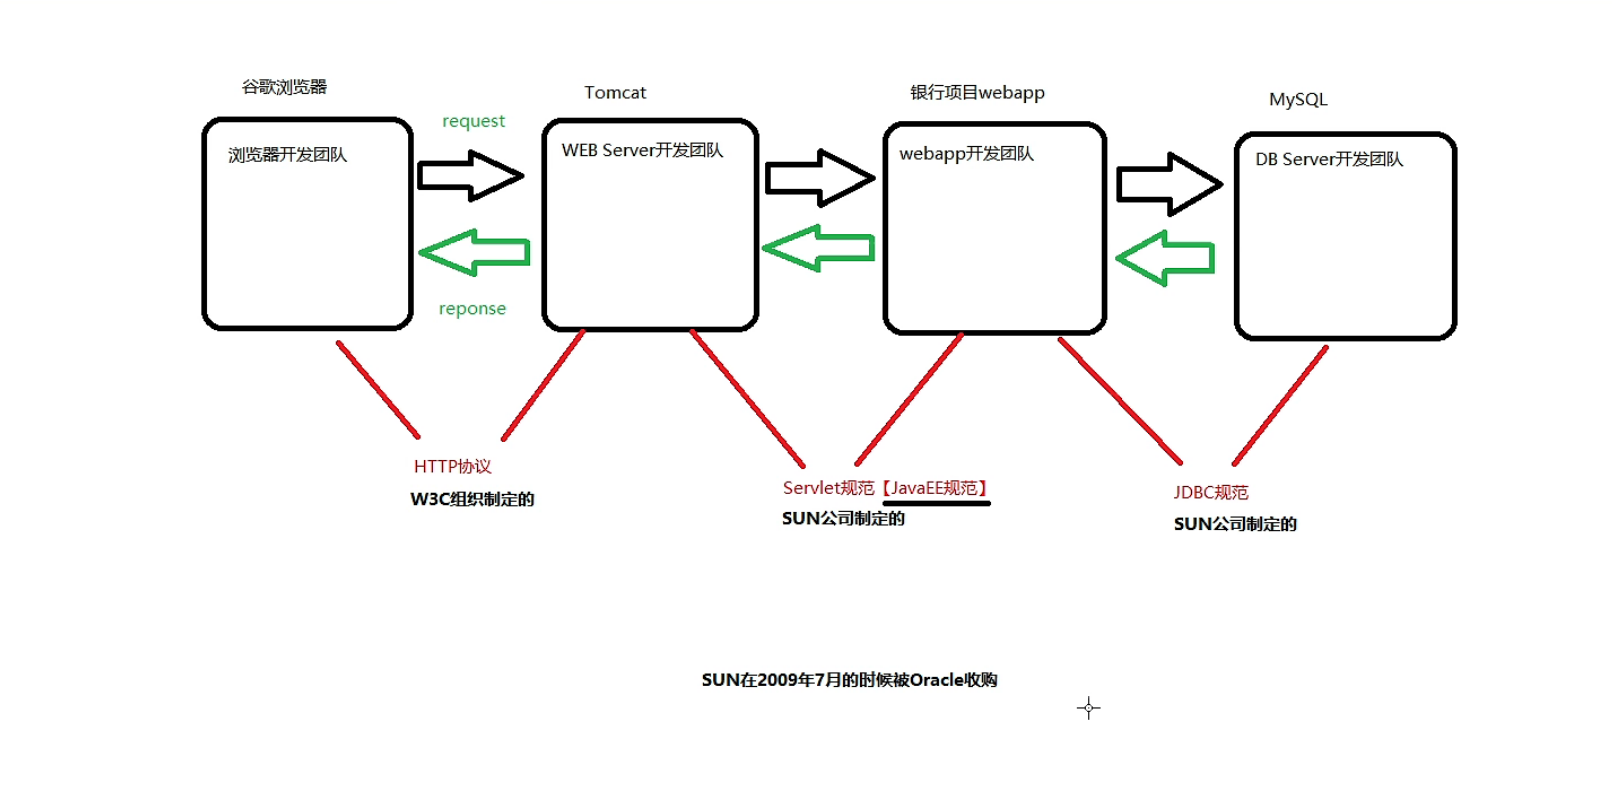 谷歌浏览器
Tomcat
银行项目webapp
MySQL
request
浏览器开发团队
WEB Server开发团队
webapp开发团队
DB Server开发团队
reponse
HTTP协议
W3C组织制定的
Servlet规范【JavaEE规范】
SUN公司制定的
JDBC规范
SUN公司制定的
SUN在2009年7月的时候被Oracle收购